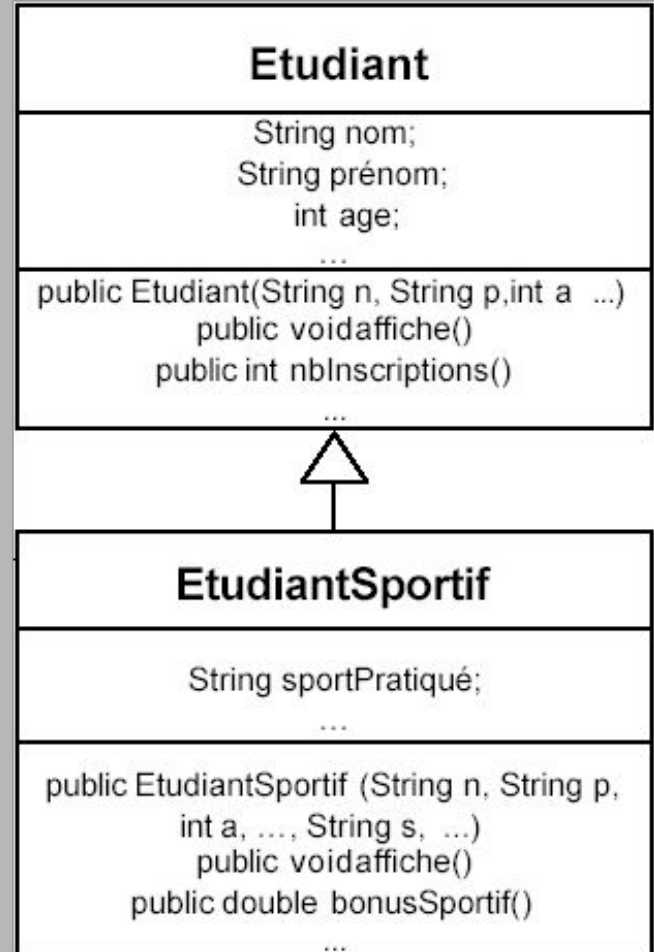 Etudiant
String nom;
String prénom;
int age;
...
public Etudiant(String n, String p,int a ...)
public voidaffiche()
public int nbInscriptions()
...
EtudiantSportif
String sportPratiqué;
...
public EtudiantSportif (String n, String p,
int a, ..., String s, ...)
public voidaffiche()
public double bonusSportif()
...